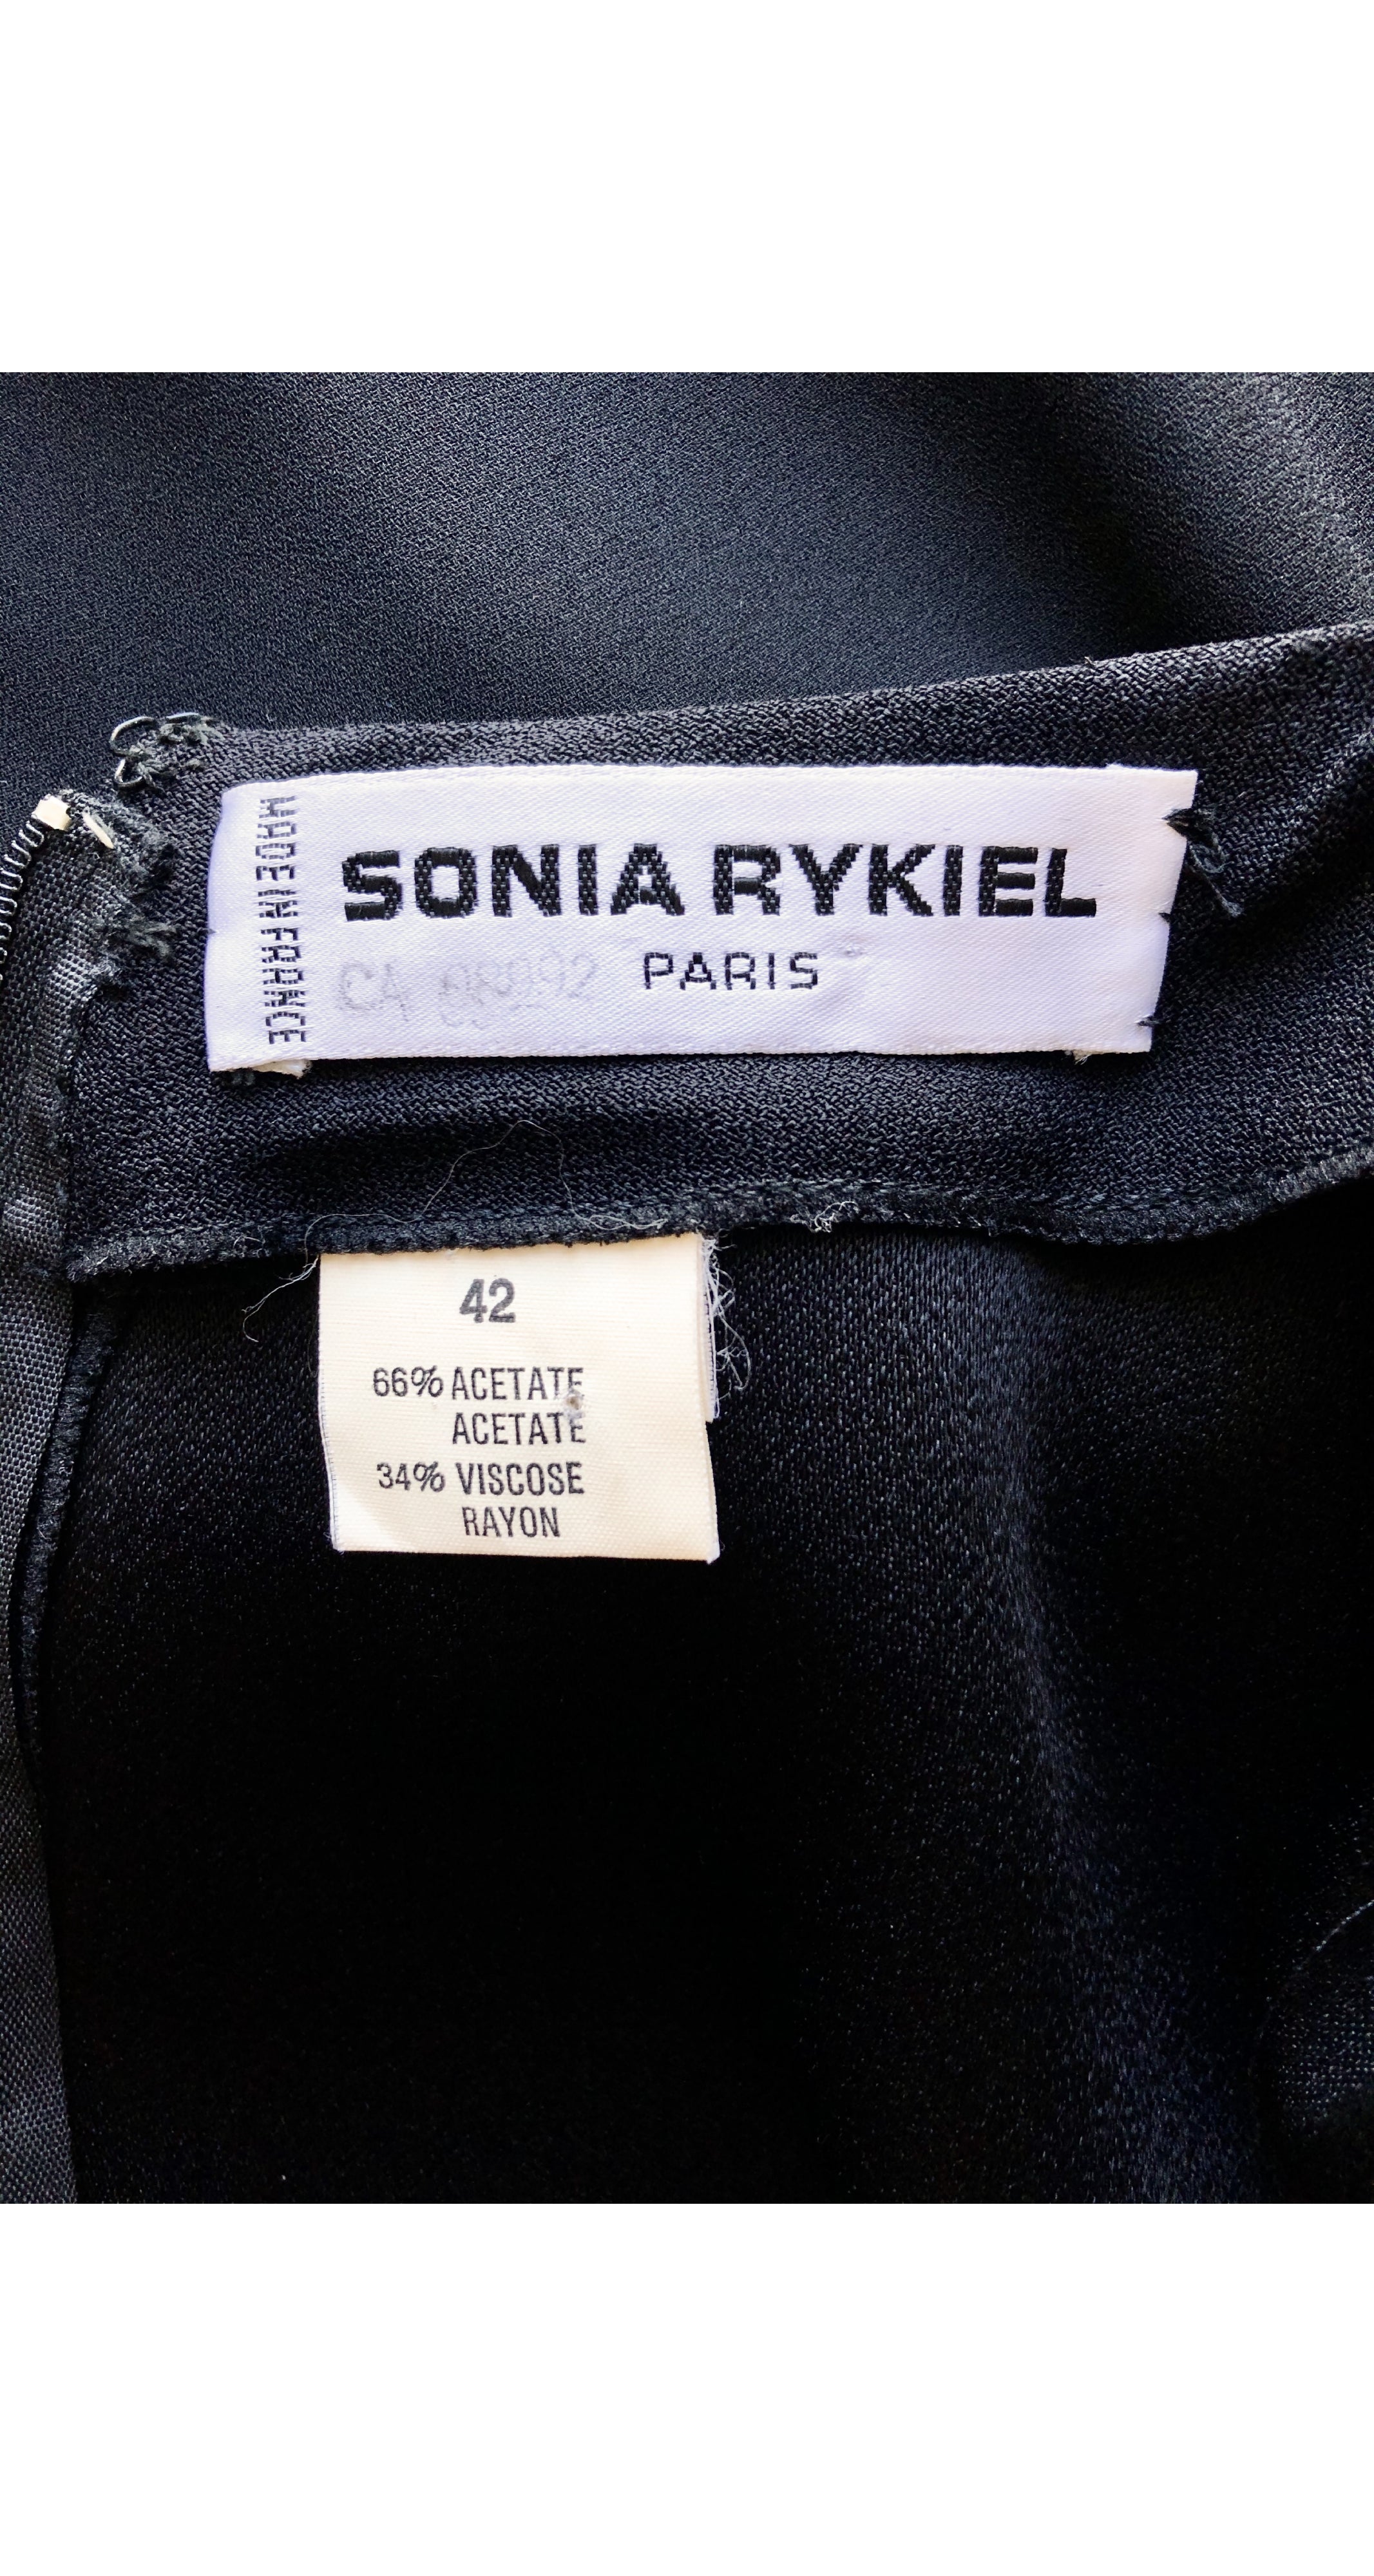 MADE IN FRANCE
SONIA RYKIEL
PARIS
42
66% ACETATE
ACETATE
34% VISCOSE
RAYON